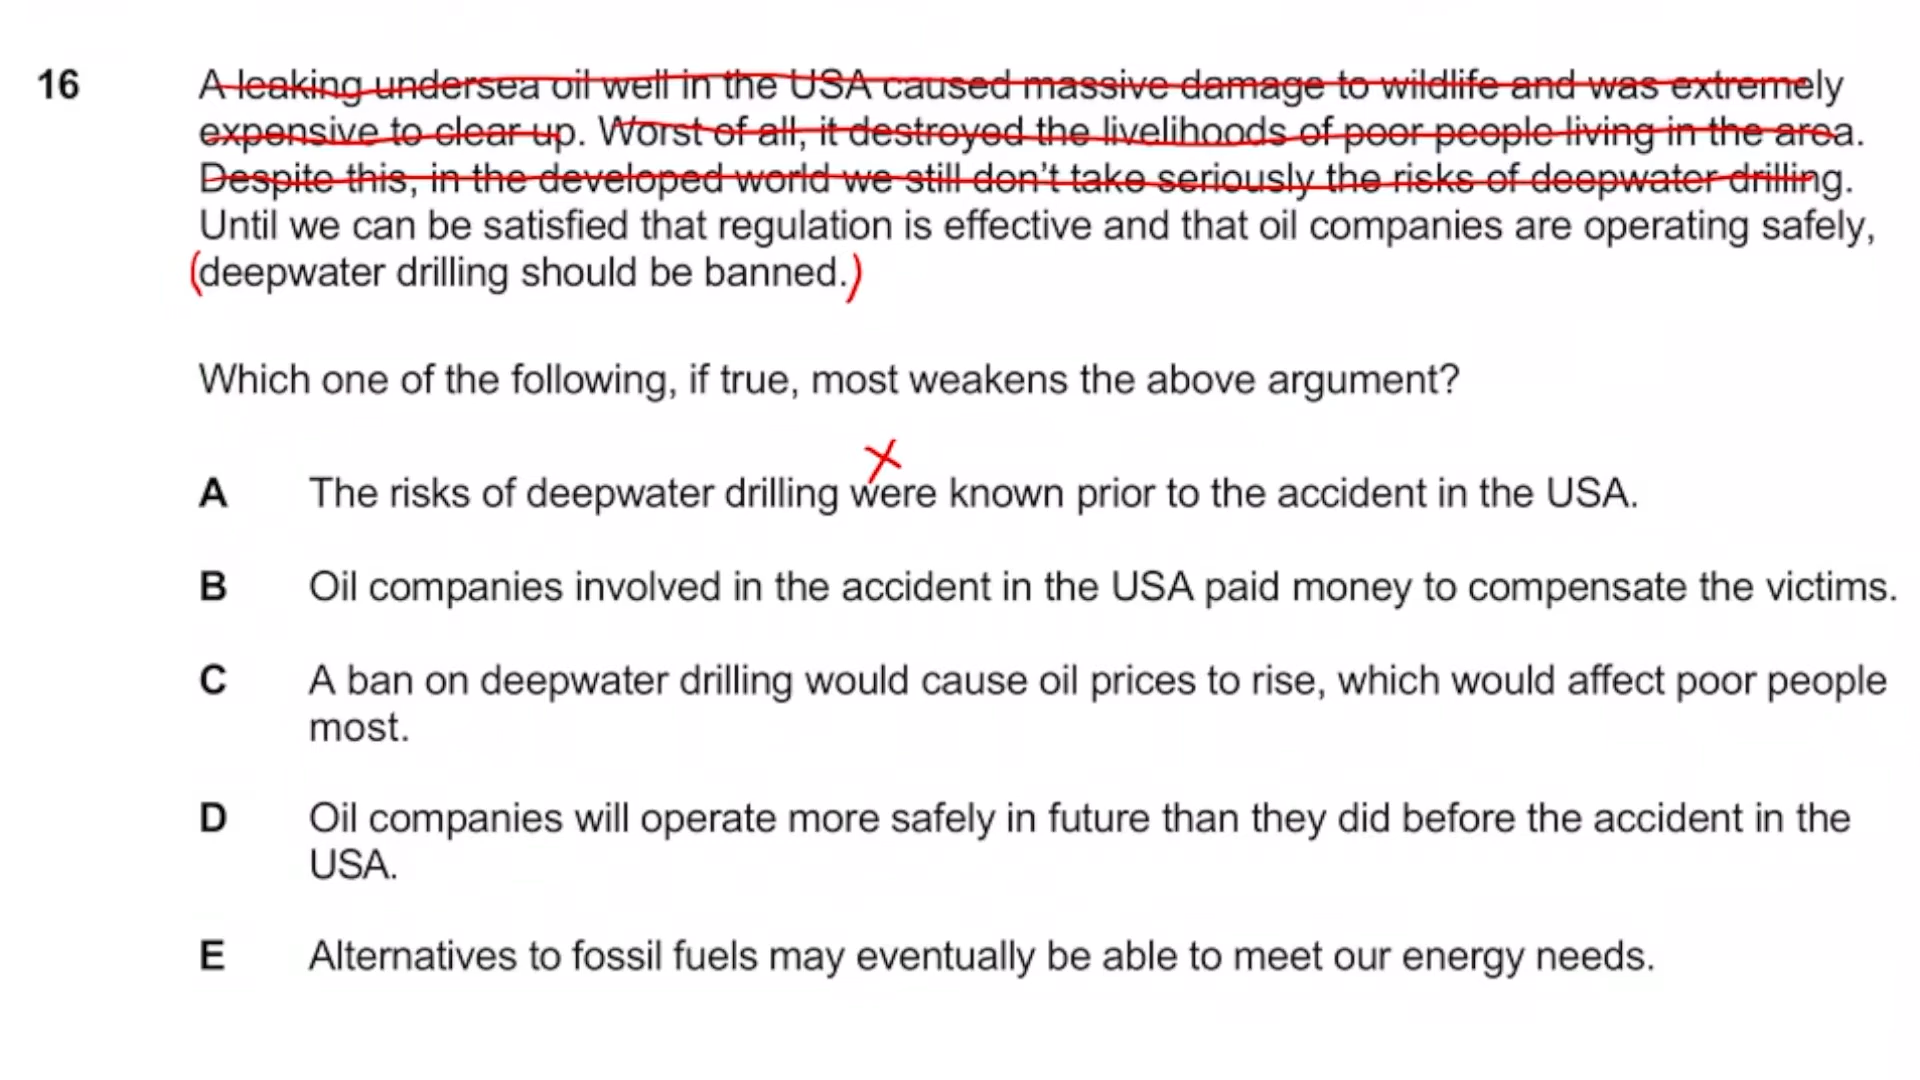 16 A leaking undersea oil well in the USA caused massive damage to wildlife and was extremely
expensive to clear up. Worst of all, it destroyed the livelihoods of poor people living in the area.
Despite this, in the developed world we still don't take seriously the risks of deepwater drilling.
Until we can be satisfied that regulation is effective and that oil companies are operating safely,
(deepwater drilling should be banned.)
Which one of the following, if true, most weakens the above argument?
A The risks of deepwater drilling were known prior to the accident in the USA.
B Oil companies involved in the accident in the USA paid money to compensate the victims.
C A ban on deepwater drilling would cause oil prices to rise, which would affect poor people
most.
D Oil companies will operate more safely in future than they did before the accident in the
USA.
E Alternatives to fossil fuels may eventually be able to meet our energy needs.